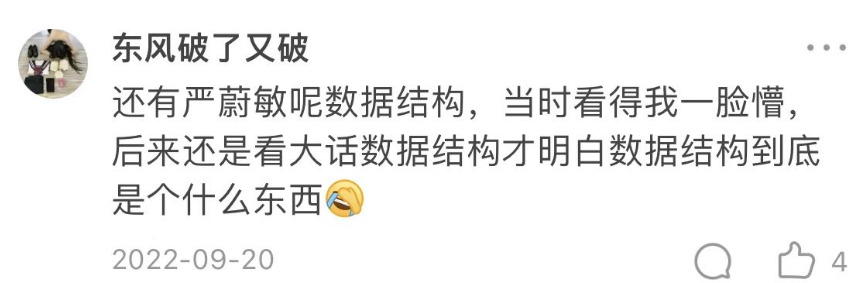 东风破了又破
还有严蔚敏呢数据结构，当时看得我一脸懵，
后来还是看大话数据结构才明白数据结构到底
是个什么东西🤣
2022-09-20
4